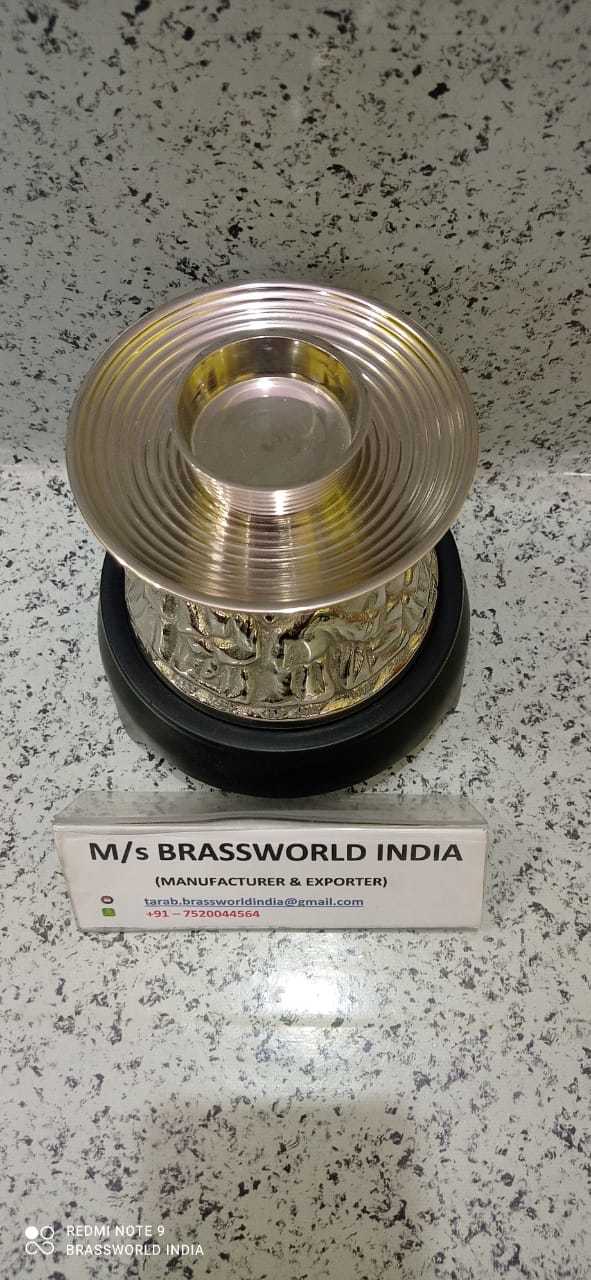 M/s BRASSWORLD INDIA
(MANUFACTURER & EXPORTER)
tarab.brassworldindia@gmail.com
+91 – 7520044564
REDMI NOTE 9
BRASSWORLD INDIA